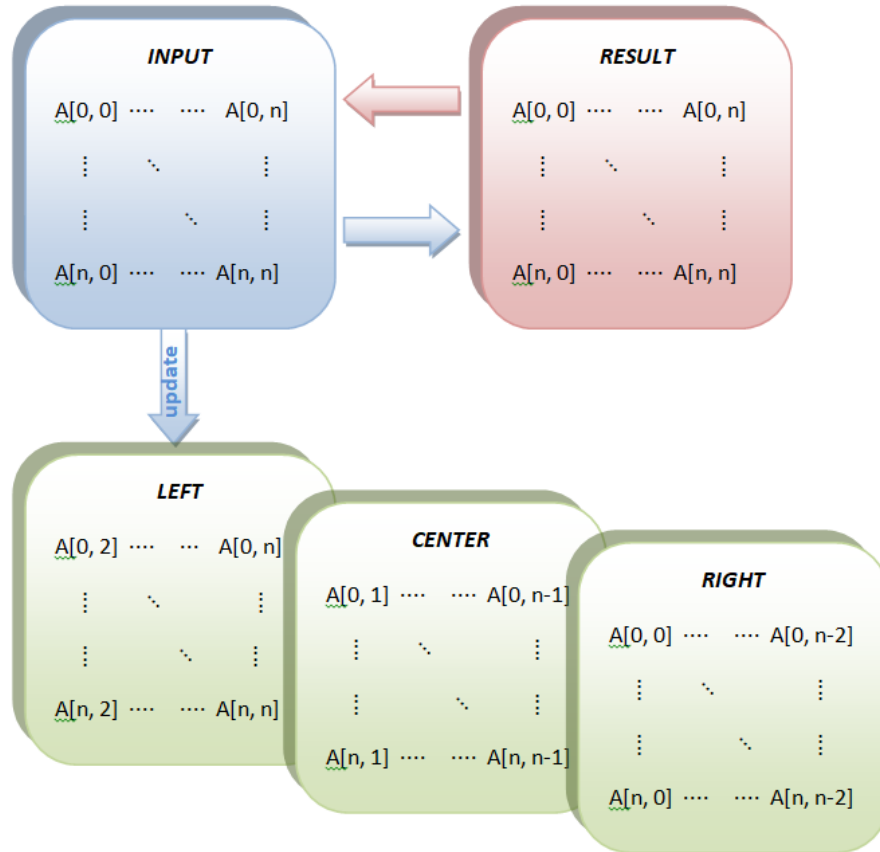 INPUT
A[0, 0] ···· ···· A[0, n]
⋮ ⋱ ⋮
⋮ ⋱ ⋮
A[n, 0] ···· ···· A[n, n]
RESULT
A[0, 0] ···· ···· A[0, n]
⋮ ⋱ ⋮
⋮ ⋱ ⋮
A[n, 0] ···· ···· A[n, n]
update
LEFT
A[0, 2] ···· ··· A[0, n]
⋮ ⋱ ⋮
⋮ ⋱ ⋮
A[n, 2] ···· ···· A[n, n]
CENTER
A[0, 1] ···· ···· A[0, n-1]
⋮ ⋱ ⋮
⋮ ⋱ ⋮
A[n, 1] ···· ···· A[n, n-1]
RIGHT
A[0, 0] ···· ···· A[0, n-2]
⋮ ⋱ ⋮
⋮ ⋱ ⋮
A[n, 0] ···· ···· A[n, n-2]